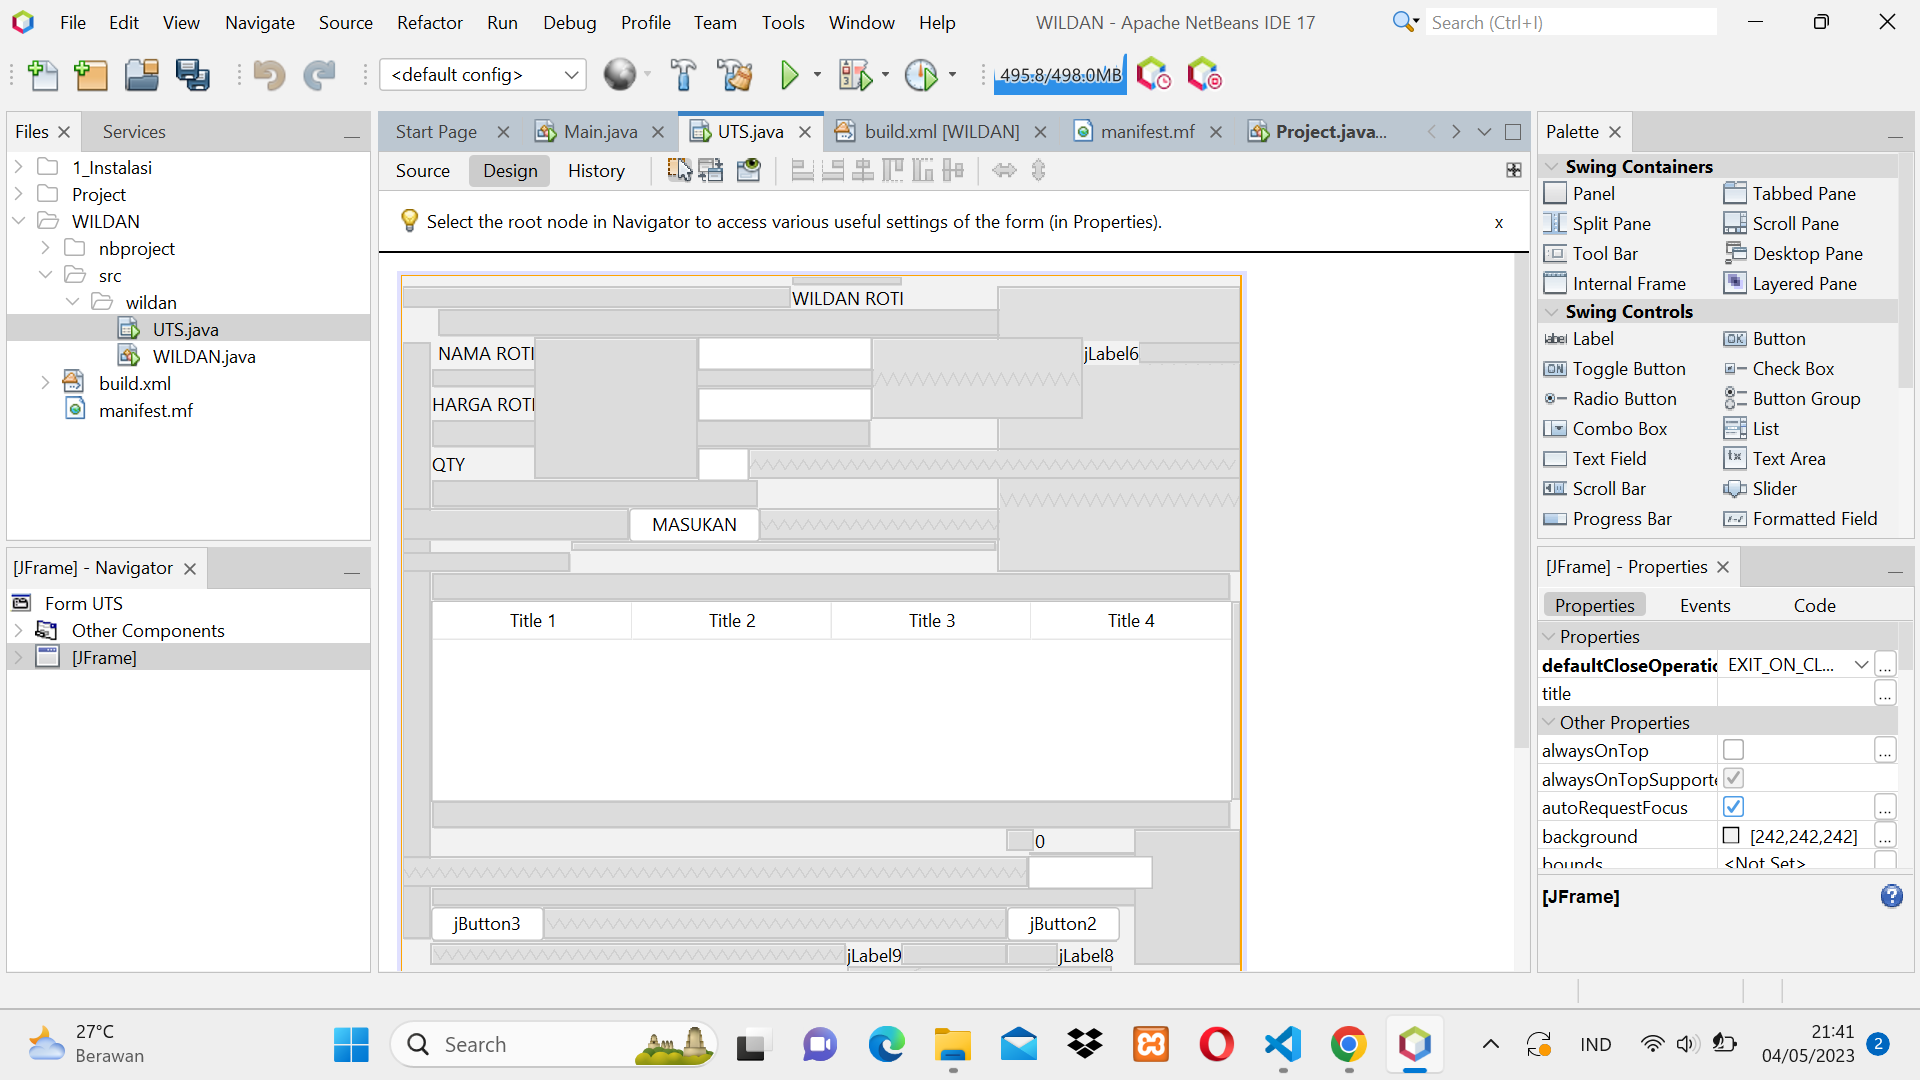 File Edit View Navigate Source Refactor Run Debug Profile Team Tools Window Help WILDAN - Apache NetBeans IDE 17 Search (Ctrl+I)
<default config> 495.8/498.0MB
Files Services
1_Instalasi
Project
WILDAN
nbproject
src
wildan
UTS.java
WILDAN.java
build.xml
manifest.mf
[JFrame] - Navigator
Form UTS
Other Components
[JFrame]
Start Page Main.java UTS.java build.xml [WILDAN] manifest.mf Project.java...
Source Design History
Select the root node in Navigator to access various useful settings of the form (in Properties). x
WILDAN ROTI
NAMA ROTI jLabel6
HARGA ROTI
QTY
MASUKAN
Title 1 Title 2 Title 3 Title 4
0
jButton3 jButton2
jLabel9 jLabel8
Palette
Swing Containers
Panel Tabbed Pane
Split Pane Scroll Pane
Tool Bar Desktop Pane
Internal Frame Layered Pane
Swing Controls
label Label OK Button
ON Toggle Button Check Box
Radio Button Button Group
Combo Box List
Text Field Text Area
Scroll Bar Slider
Progress Bar Formatted Field
[JFrame] - Properties
Properties Events Code
Properties
defaultCloseOperatic EXIT_ON_CL... ...
title ...
Other Properties
alwaysOnTop ...
alwaysOnTopSupporte
autoRequestFocus ...
background [242,242,242] ...
bounds <Not Set>
[JFrame]
27°C
Berawan
Search
IND
21:41
04/05/2023
2